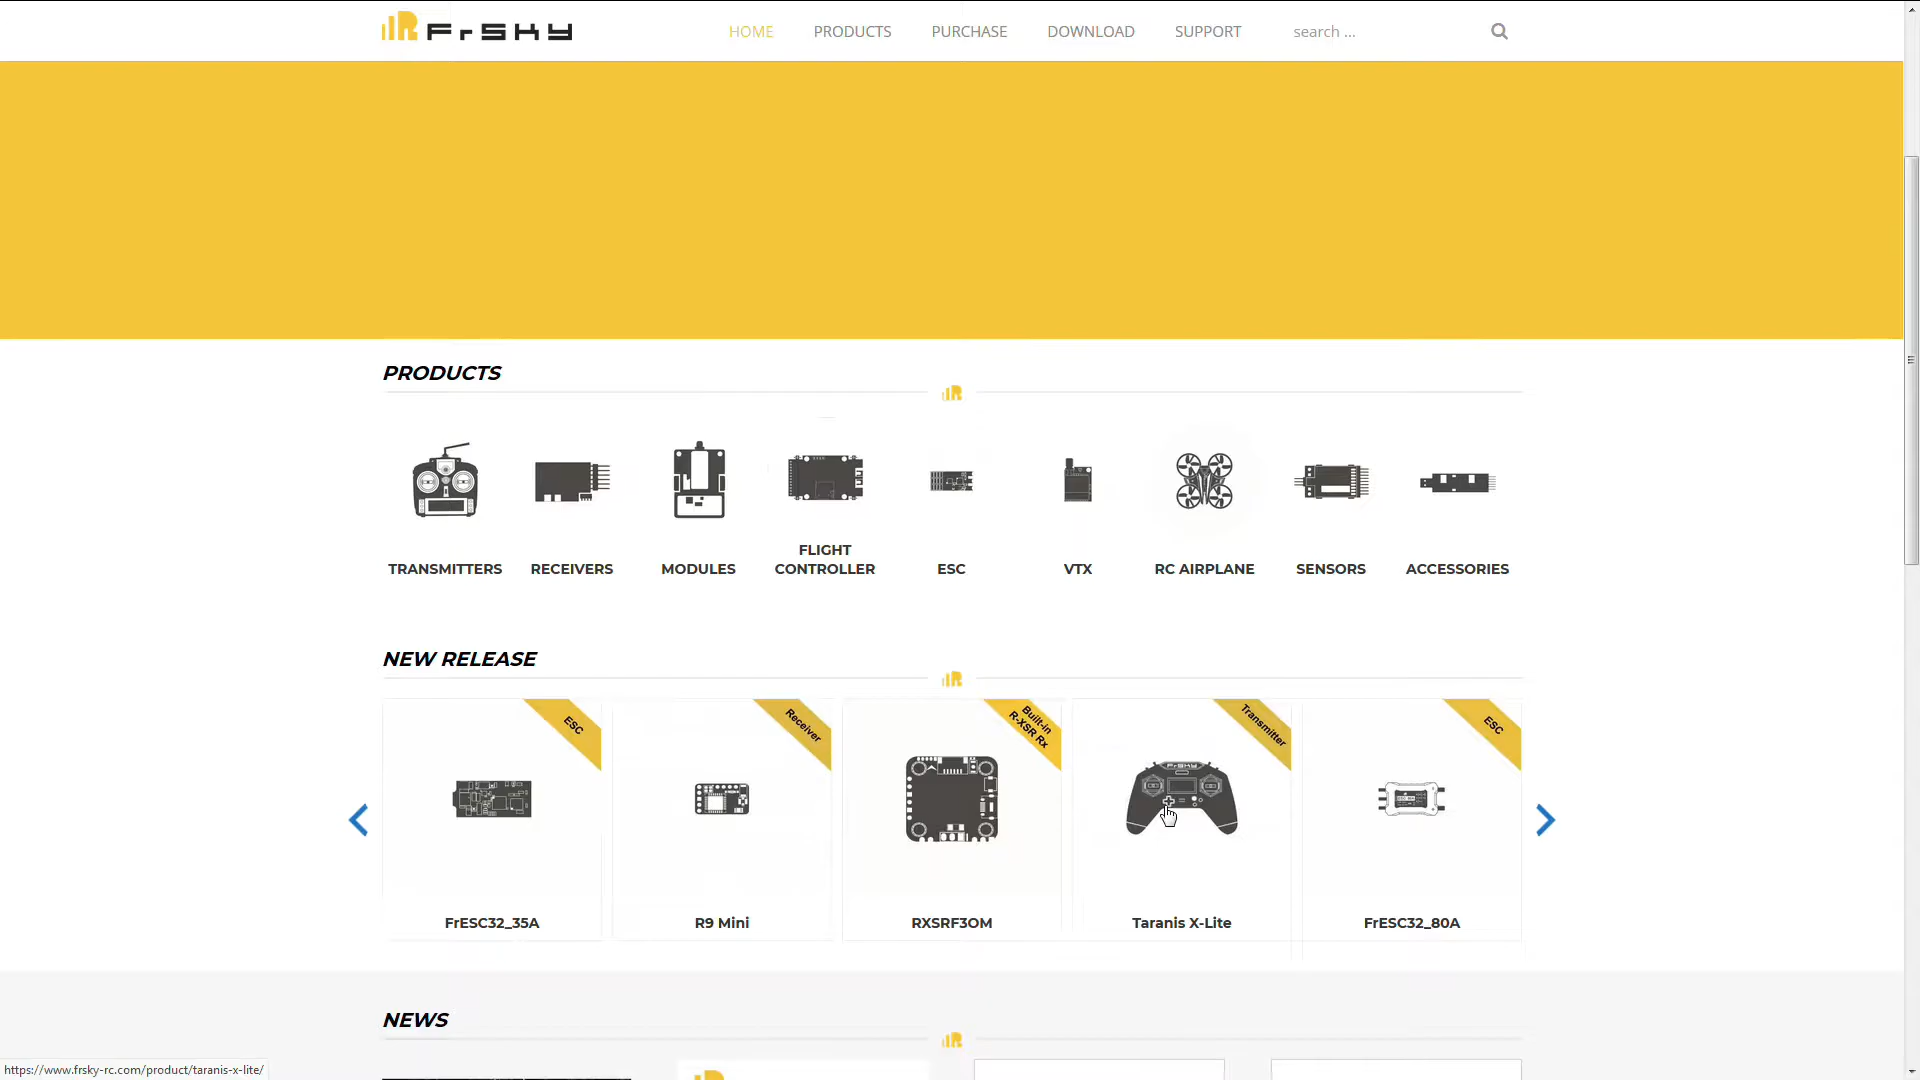 FrSKY
HOME
PRODUCTS
PURCHASE
DOWNLOAD
SUPPORT
search ...
PRODUCTS
TRANSMITTERS
RECEIVERS
MODULES
FLIGHT
CONTROLLER
ESC
VTX
RC AIRPLANE
SENSORS
ACCESSORIES
NEW RELEASE
ESC
Receiver
Built-in
R-XSR Rx
Transmitter
ESC
FrSKY
FrESC32_35A
R9 Mini
RXSRF3OM
Taranis X-Lite
FrESC32_80A
NEWS
https://www.frsky-rc.com/product/taranis-x-lite/